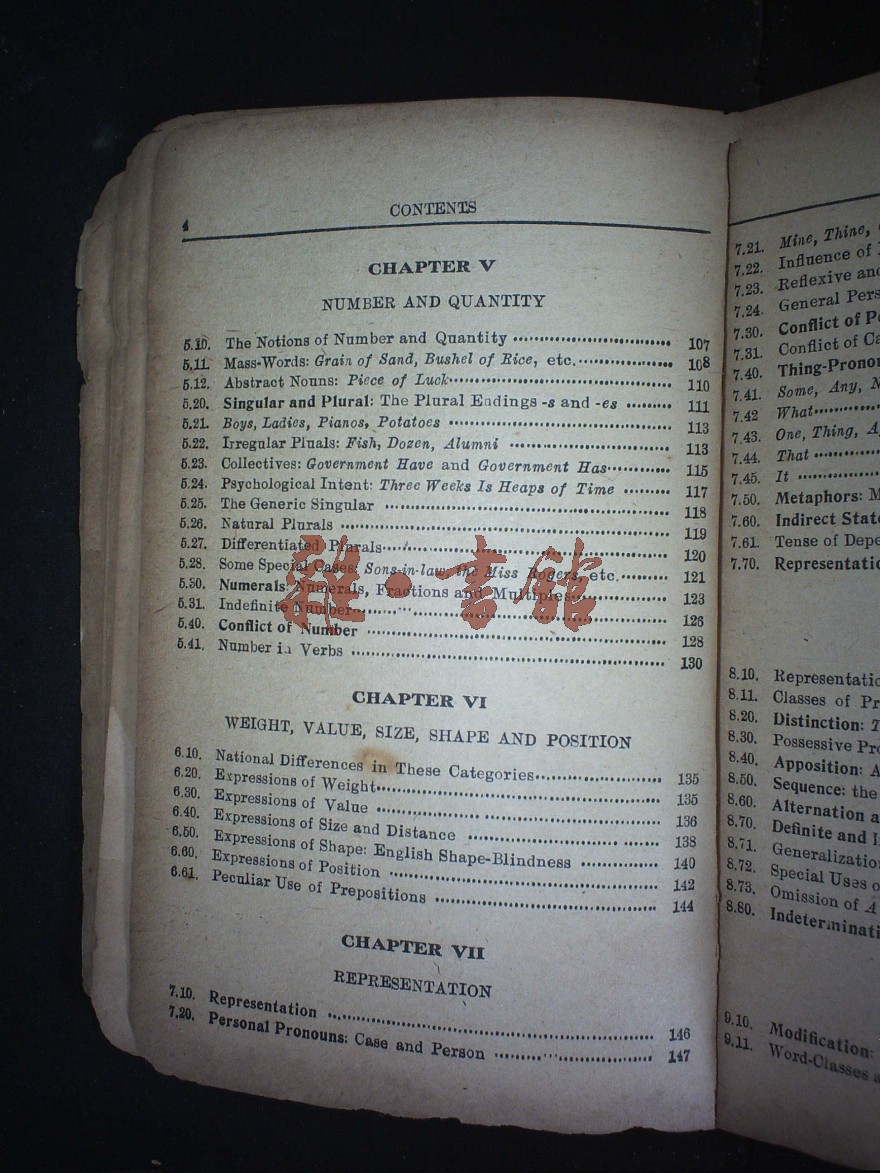 4
CONTENTS
CHAPTER V
NUMBER AND QUANTITY
5.10. The Notions of Number and Quantity 107
5.11. Mass-Words: Grain of Sand, Bushel of Rice, etc. 108
5.12. Abstract Nouns: Piece of Luck 110
5.20. Singular and Plural: The Plural Endings -s and -es 111
5.21. Boys, Ladies, Pianos, Potatoes 113
5.22. Irregular Pluals: Fish, Dozen, Alumni 113
5.23. Collectives: Government Have and Government Has 115
5.24. Psychological Intent: Three Weeks Is Heaps of Time 117
5.25. The Generic Singular 118
5.26. Natural Plurals 119
5.27. Differentiated Plurals 120
5.28. Some Special Cases: Sons-in-law, the Miss Rogers, etc. 121
5.30. Numerals: Numerals, Fractions and Multiples 123
5.31. Indefinite Number 126
5.40. Conflict of Number 128
5.41. Number in Verbs 130
CHAPTER VI
WEIGHT, VALUE, SIZE, SHAPE AND POSITION
6.10. National Differences in These Categories 135
6.20. Expressions of Weight 135
6.30. Expressions of Value 136
6.40. Expressions of Size and Distance 138
6.50. Expressions of Shape: English Shape-Blindness 140
6.60. Expressions of Position 142
6.61. Peculiar Use of Prepositions 144
CHAPTER VII
REPRESENTATION
7.10. Representation 146
7.20. Personal Pronouns: Case and Person 147
7.21. Mine, Thine,
7.22. Influence of
7.23. Reflexive and
7.24. General Pers
7.30. Conflict of P
7.31. Conflict of Ca
7.40. Thing-Pronou
7.41. Some, Any, N
7.42 What
7.43. One, Thing, A
7.44. That
7.45. It
7.50. Metaphors: M
7.60. Indirect State
7.61. Tense of Depe
7.70. Representatio
8.10. Representatio
8.11. Classes of Pr
8.20. Distinction: T
8.30. Possessive Pro
8.40. Apposition: A
8.50. Sequence: the
8.60. Alternation a
8.70. Definite and I
8.71. Generalizatio
8.72. Special Uses o
8.73. Omission of A
8.80. Indeterminati
9.10. Modification:
9.11. Word-Classes a